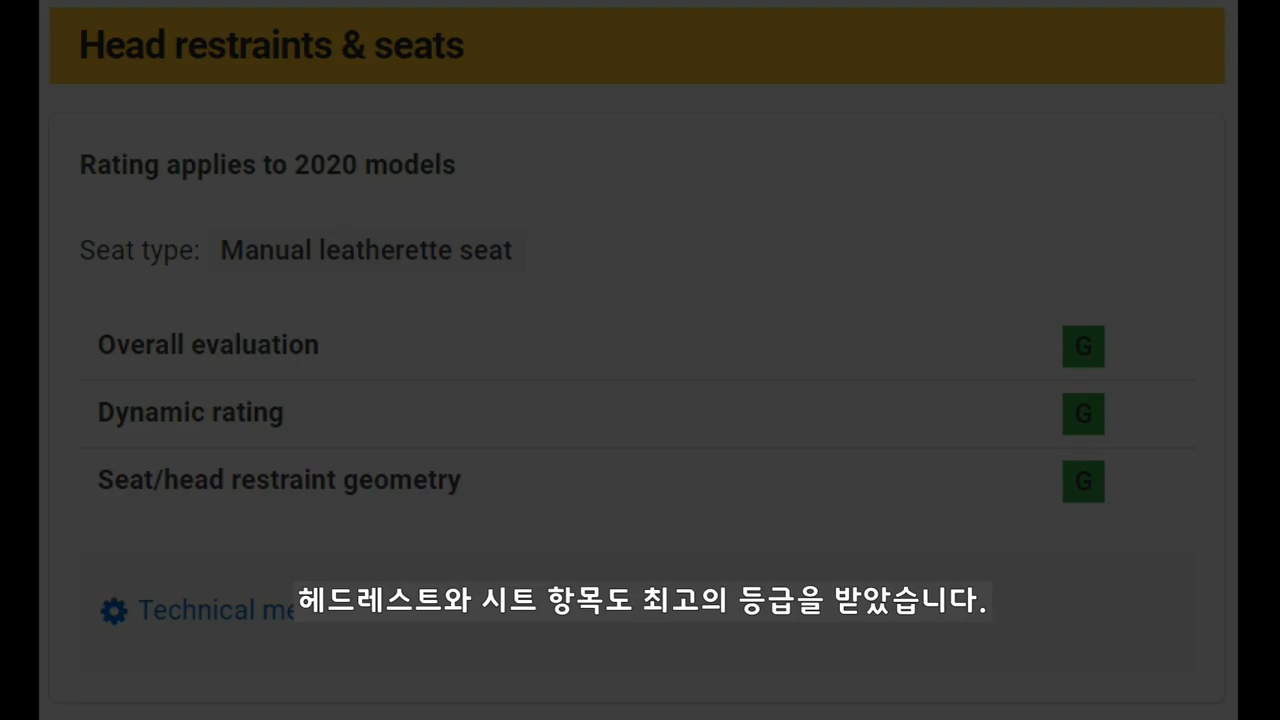 Head restraints & seats
Rating applies to 2020 models
Seat type: Manual leatherette seat
Overall evaluation G
Dynamic rating G
Seat/head restraint geometry G
Technical
헤드레스트와 시트 항목도 최고의 등급을 받았습니다.